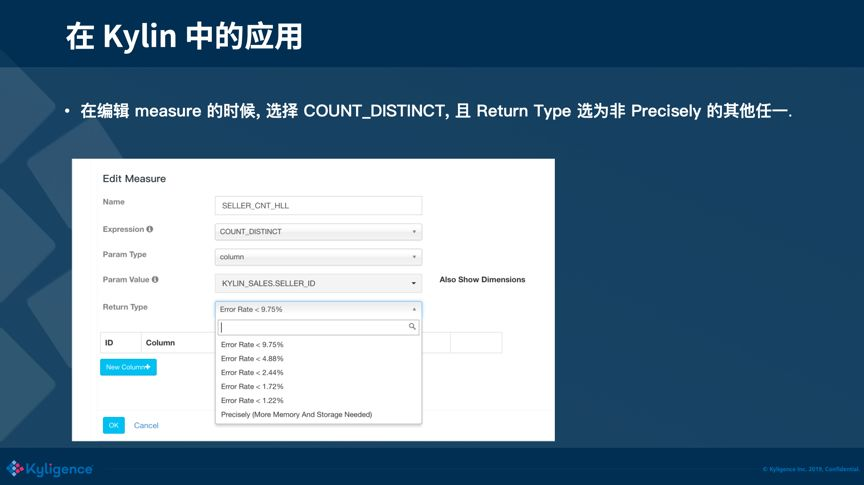 在 Kylin 中的应用
• 在编辑 measure 的时候, 选择 COUNT_DISTINCT, 且 Return Type 选为非 Precisely 的其他任一.
Edit Measure
Name
SELLER_CNT_HLL
Expression
COUNT_DISTINCT
Param Type
column
Param Value
KYLIN_SALES.SELLER_ID
Also Show Dimensions
Return Type
Error Rate < 9.75%
Error Rate < 9.75%
Error Rate < 4.88%
Error Rate < 2.44%
Error Rate < 1.72%
Error Rate < 1.22%
Precisely (More Memory And Storage Needed)
ID Column
New Column+
OK Cancel
Kyligence
© Kyligence Inc. 2019, Confidential.